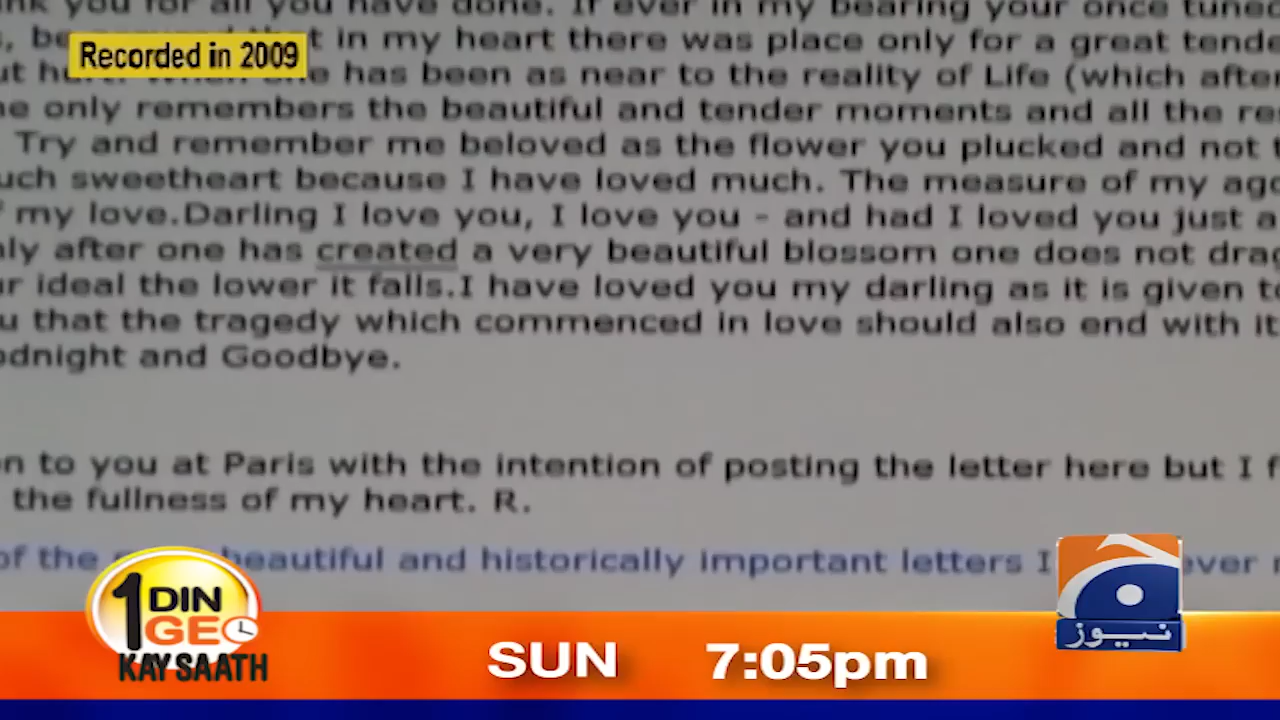 nk you for all you have done. If ever in my bearing your once tuned
Recorded in 2009
in my heart there was place only for a great tende
has been as near to the reality of Life (which after
ne only remembers the beautiful and tender moments and all the re
Try and remember me beloved as the flower you plucked and not t
uch sweetheart because I have loved much. The measure of my ago
f my love.Darling I love you, I love you - and had I loved you just a
nly after one has created a very beautiful blossom one does not drag
ur ideal the lower it falls.I have loved you my darling as it is given to
u that the tragedy which commenced in love should also end with it
odnight and Goodbye.
on to you at Paris with the intention of posting the letter here but I f
the fullness of my heart. R.
of the beautiful and historically important letters I ever
1 DIN
GEO
KAY SAATH
SUN 7:05pm
نیوز